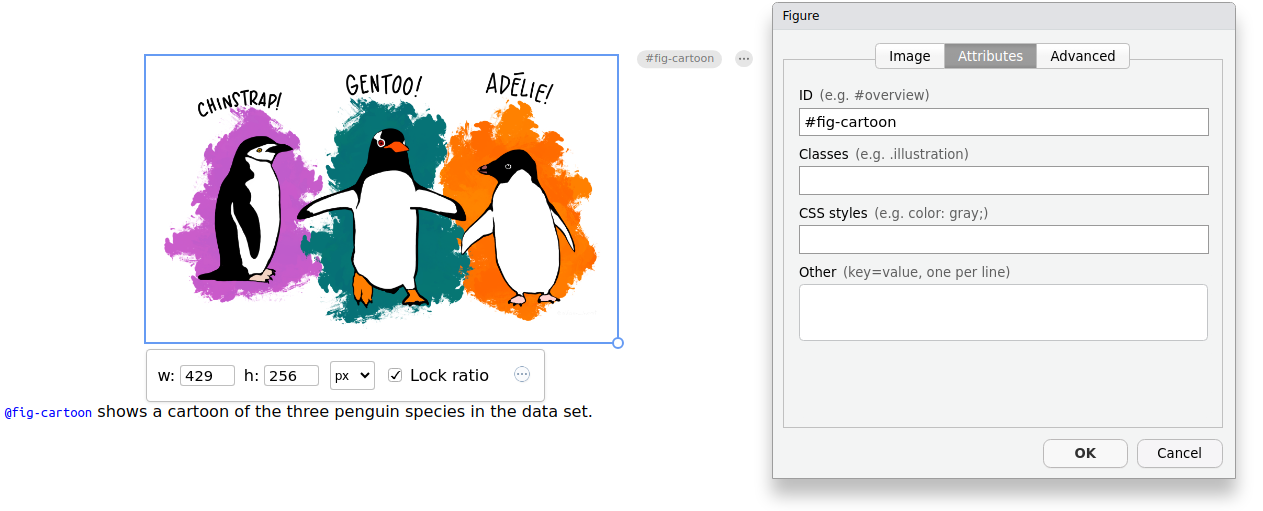 CHINSTRAP!
GENTOO!
ADÉLIE!
#fig-cartoon
w: 429 h: 256 px Lock ratio
@fig-cartoon shows a cartoon of the three penguin species in the data set.
Figure
Image Attributes Advanced
ID (e.g. #overview)
#fig-cartoon
Classes (e.g. .illustration)
CSS styles (e.g. color: gray;)
Other (key=value, one per line)
OK Cancel